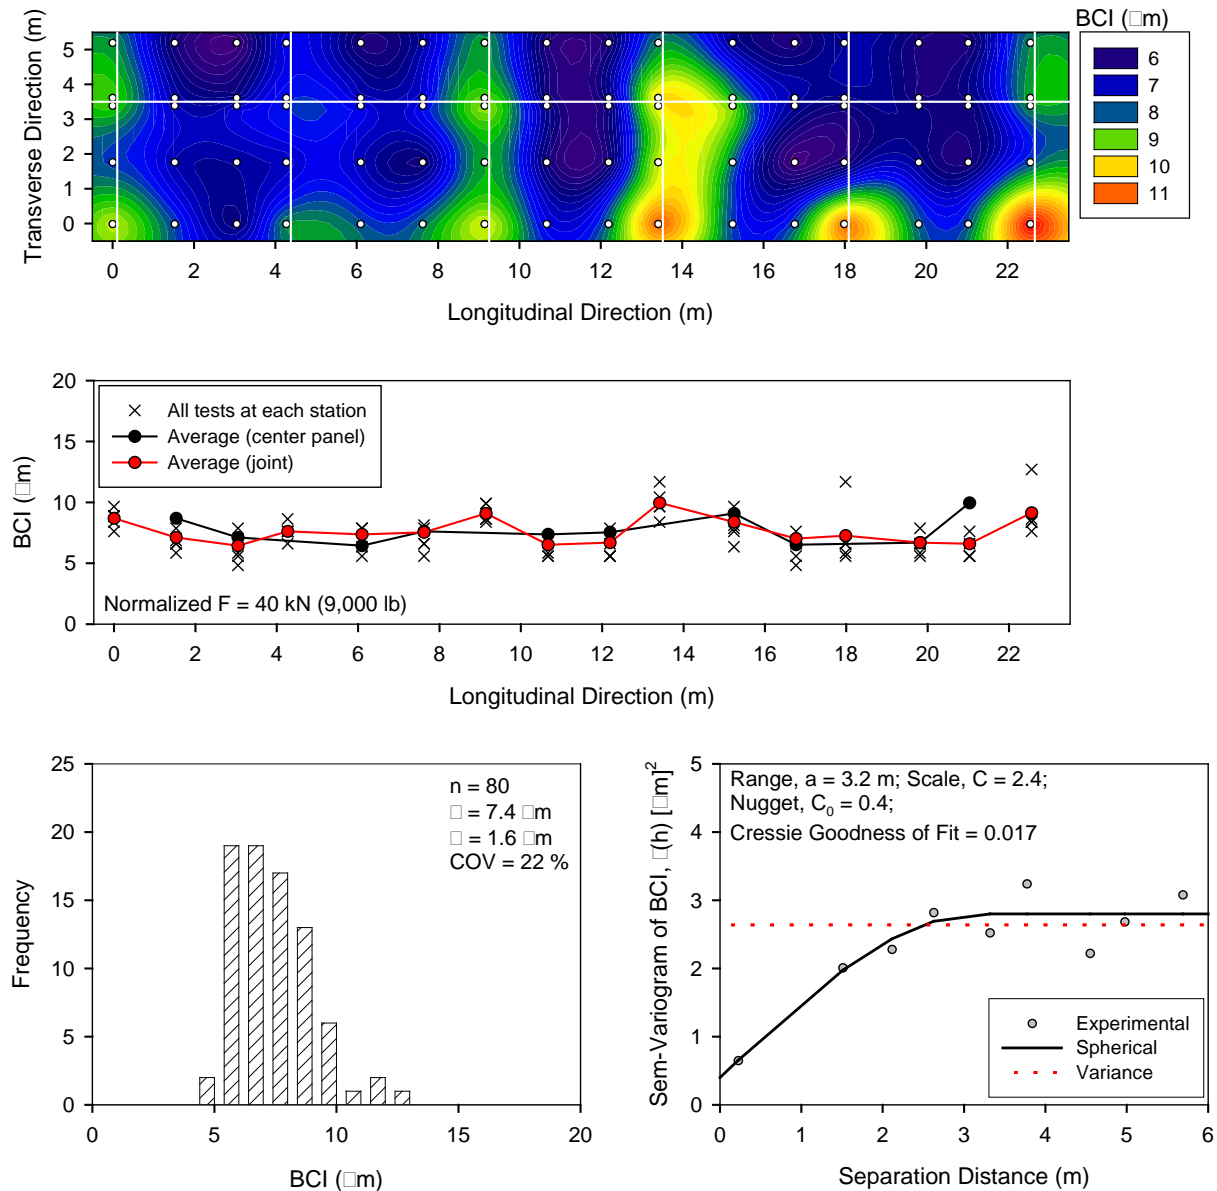 BCI (□m)
Transverse Direction (m)
5
4
3
2
1
0
6
7
8
9
10
11
0 2 4 6 8 10 12 14 16 18 20 22
Longitudinal Direction (m)
BCI (□m)
20
15
10
5
0
All tests at each station
Average (center panel)
Average (joint)
Normalized F = 40 kN (9,000 lb)
0 2 4 6 8 10 12 14 16 18 20 22
Longitudinal Direction (m)
Frequency
25
20
15
10
5
0
n = 80
□ = 7.4 □m
□ = 1.6 □m
COV = 22 %
0 5 10 15 20
BCI (□m)
Sem-Variogram of BCI, □(h) [□m]²
5
4
3
2
1
0
Range, a = 3.2 m; Scale, C = 2.4;
Nugget, C₀ = 0.4;
Cressie Goodness of Fit = 0.017
Experimental
Spherical
Variance
0 1 2 3 4 5 6
Separation Distance (m)